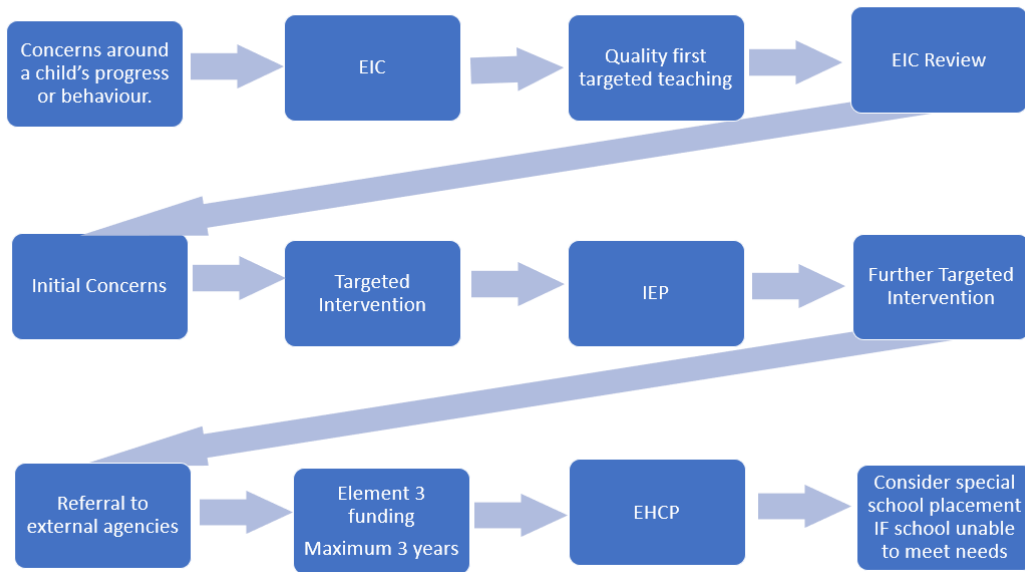 Concerns around
a child's progress
or behaviour.
EIC
Quality first
targeted teaching
EIC Review
Initial Concerns
Targeted
Intervention
IEP
Further Targeted
Intervention
Referral to
external agencies
Element 3
funding
Maximum 3 years
EHCP
Consider special
school placement
IF school unable
to meet needs